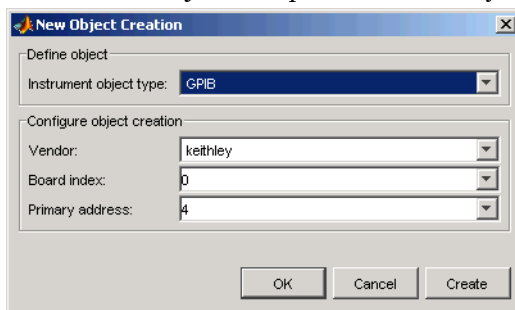 New Object Creation
Define object
Instrument object type: GPIB
Configure object creation
Vendor: keithley
Board index: 0
Primary address: 4
OK Cancel Create